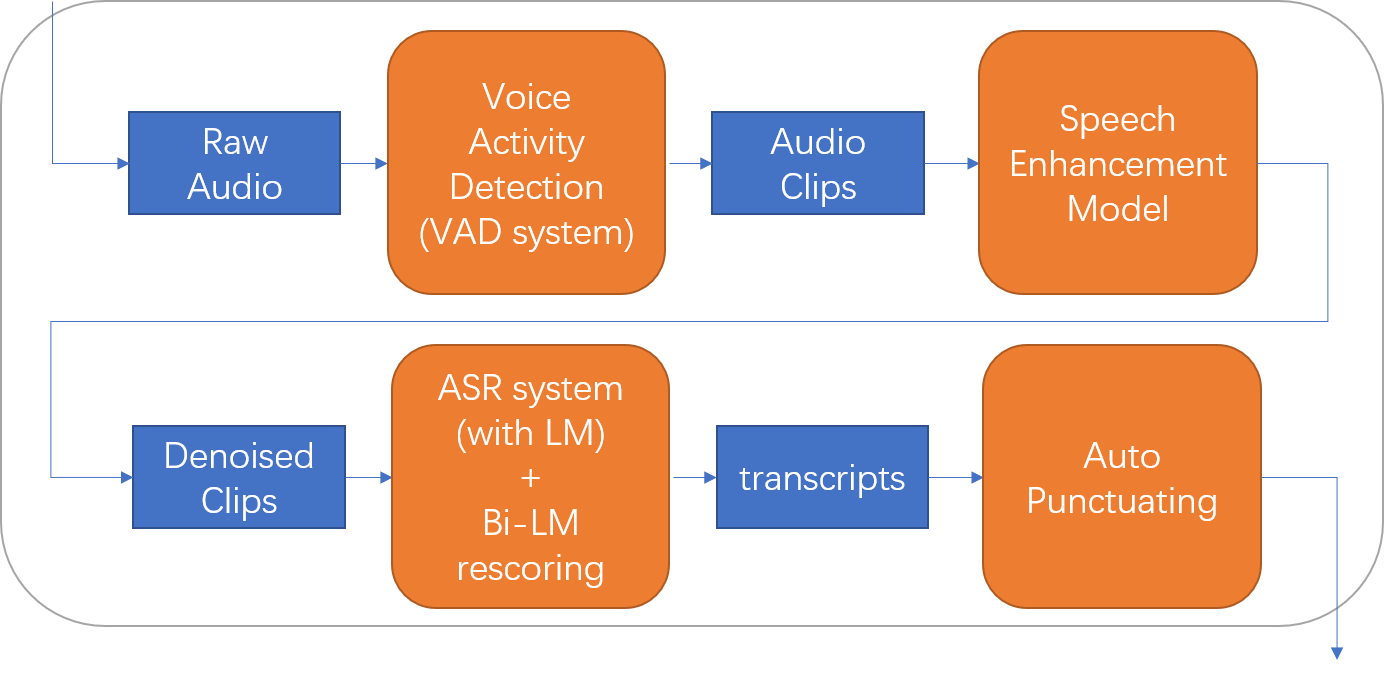 Raw
Audio
Voice
Activity
Detection
(VAD system)
Audio
Clips
Speech
Enhancement
Model
Denoised
Clips
ASR system
(with LM)
+
Bi-LM
rescoring
transcripts
Auto
Punctuating